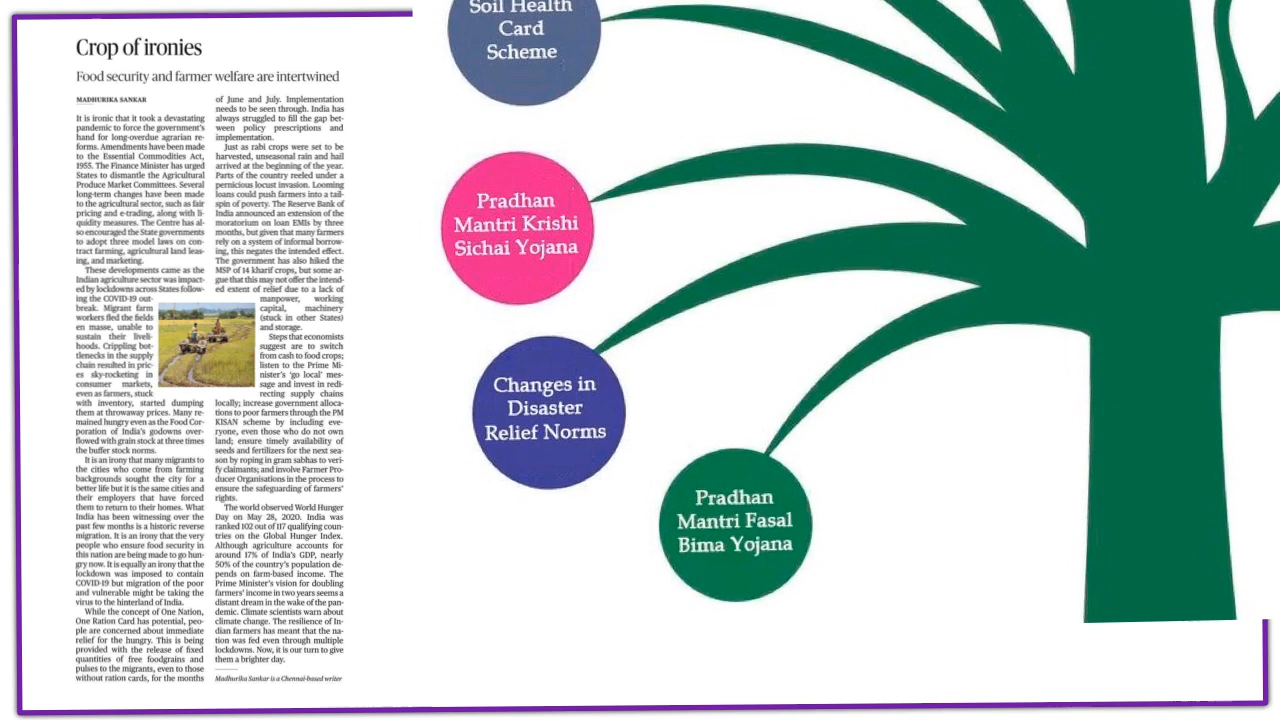 Crop of ironies
Food security and farmer welfare are intertwined
MADHURIKA SANKAR
It is ironic that it took a devastating
pandemic to force the government's
hand for long-overdue agrarian re-
forms. Amendments have been made
to the Essential Commodities Act,
1955. The Finance Minister has urged
States to dismantle the Agricultural
Produce Market Committees. Several
long-term changes have been made
to the agricultural sector, such as fair
pricing and e-trading, along with li-
quidity measures. The Centre has al-
so encouraged the State governments
to adopt three model laws on con-
tract farming, agricultural land leas-
ing, and marketing.
These developments came as the
Indian agriculture sector was impact-
ed by lockdowns across States follow-
ing the COVID-19 out-
break. Migrant farm
workers fled the fields
en masse, unable to
sustain their liveli-
hoods. Crippling bot-
tlenecks in the supply
chain resulted in pric-
es sky-rocketing in
consumer markets,
even as farmers, stuck
with inventory, started dumping
them at throwaway prices. Many re-
mained hungry even as the Food Cor-
poration of India's godowns over-
flowed with grain stock at three times
the buffer stock norms.
It is an irony that many migrants to
the cities who come from farming
backgrounds sought the city for a
better life but it is the same cities and
their employers that have forced
them to return to their homes. What
India has been witnessing over the
past few months is a historic reverse
migration. It is an irony that the very
people who ensure food security in
this nation are being made to go hun-
gry now. It is equally an irony that the
lockdown was imposed to contain
COVID-19 but migration of the poor
and vulnerable might be taking the
virus to the hinterland of India.
While the concept of One Nation,
One Ration Card has potential, peo-
ple are concerned about immediate
relief for the hungry. This is being
provided with the release of fixed
quantities of free foodgrains and
pulses to the migrants, even to those
without ration cards, for the months
of June and July. Implementation
needs to be seen through. India has
always struggled to fill the gap bet-
ween policy prescriptions and
implementation.
Just as rabi crops were set to be
harvested, unseasonal rain and hail
arrived at the beginning of the year.
Parts of the country reeled under a
pernicious locust invasion. Looming
loans could push farmers into a tail-
spin of poverty. The Reserve Bank of
India announced an extension of the
moratorium on loan EMIs by three
months, but given that many farmers
rely on a system of informal borrow-
ing, this negates the intended effect.
The government has also hiked the
MSP of 14 kharif crops, but some ar-
gue that this may not offer the intend-
ed extent of relief due to a lack of
manpower, working
capital, machinery
(stuck in other States)
and storage.
Steps that economists
suggest are to switch
from cash to food crops;
listen to the Prime Mi-
nister's 'go local' mes-
sage and invest in redi-
recting supply chains
locally; increase government alloca-
tions to poor farmers through the PM
KISAN scheme by including eve-
ryone, even those who do not own
land; ensure timely availability of
seeds and fertilizers for the next sea-
son by roping in gram sabhas to veri-
fy claimants; and involve Farmer Pro-
ducer Organisations in the process to
ensure the safeguarding of farmers'
rights.
The world observed World Hunger
Day on May 28, 2020. India was
ranked 102 out of 117 qualifying coun-
tries on the Global Hunger Index.
Although agriculture accounts for
around 17% of India's GDP, nearly
50% of the country's population de-
pends on farm-based income. The
Prime Minister's vision for doubling
farmers' income in two years seems a
distant dream in the wake of the pan-
demic. Climate scientists warn about
climate change. The resilience of In-
dian farmers has meant that the na-
tion was fed even through multiple
lockdowns. Now, it is our turn to give
them a brighter day.
Madhurika Sankar is a Chennai-based writer
Soil Health
Card
Scheme
Pradhan
Mantri Krishi
Sichai Yojana
Changes in
Disaster
Relief Norms
Pradhan
Mantri Fasal
Bima Yojana